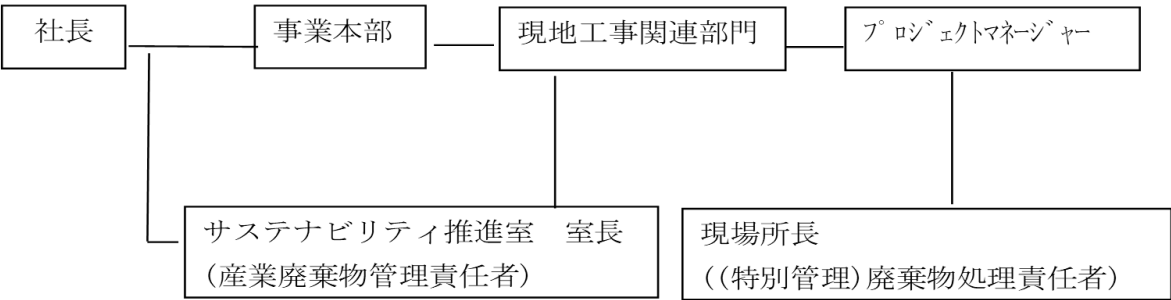 社長
事業本部
現地工事関連部門
プロジェクトマネージャー
サステナビリティ推進室　室長
(産業廃棄物管理責任者)
現場所長
((特別管理)廃棄物処理責任者)